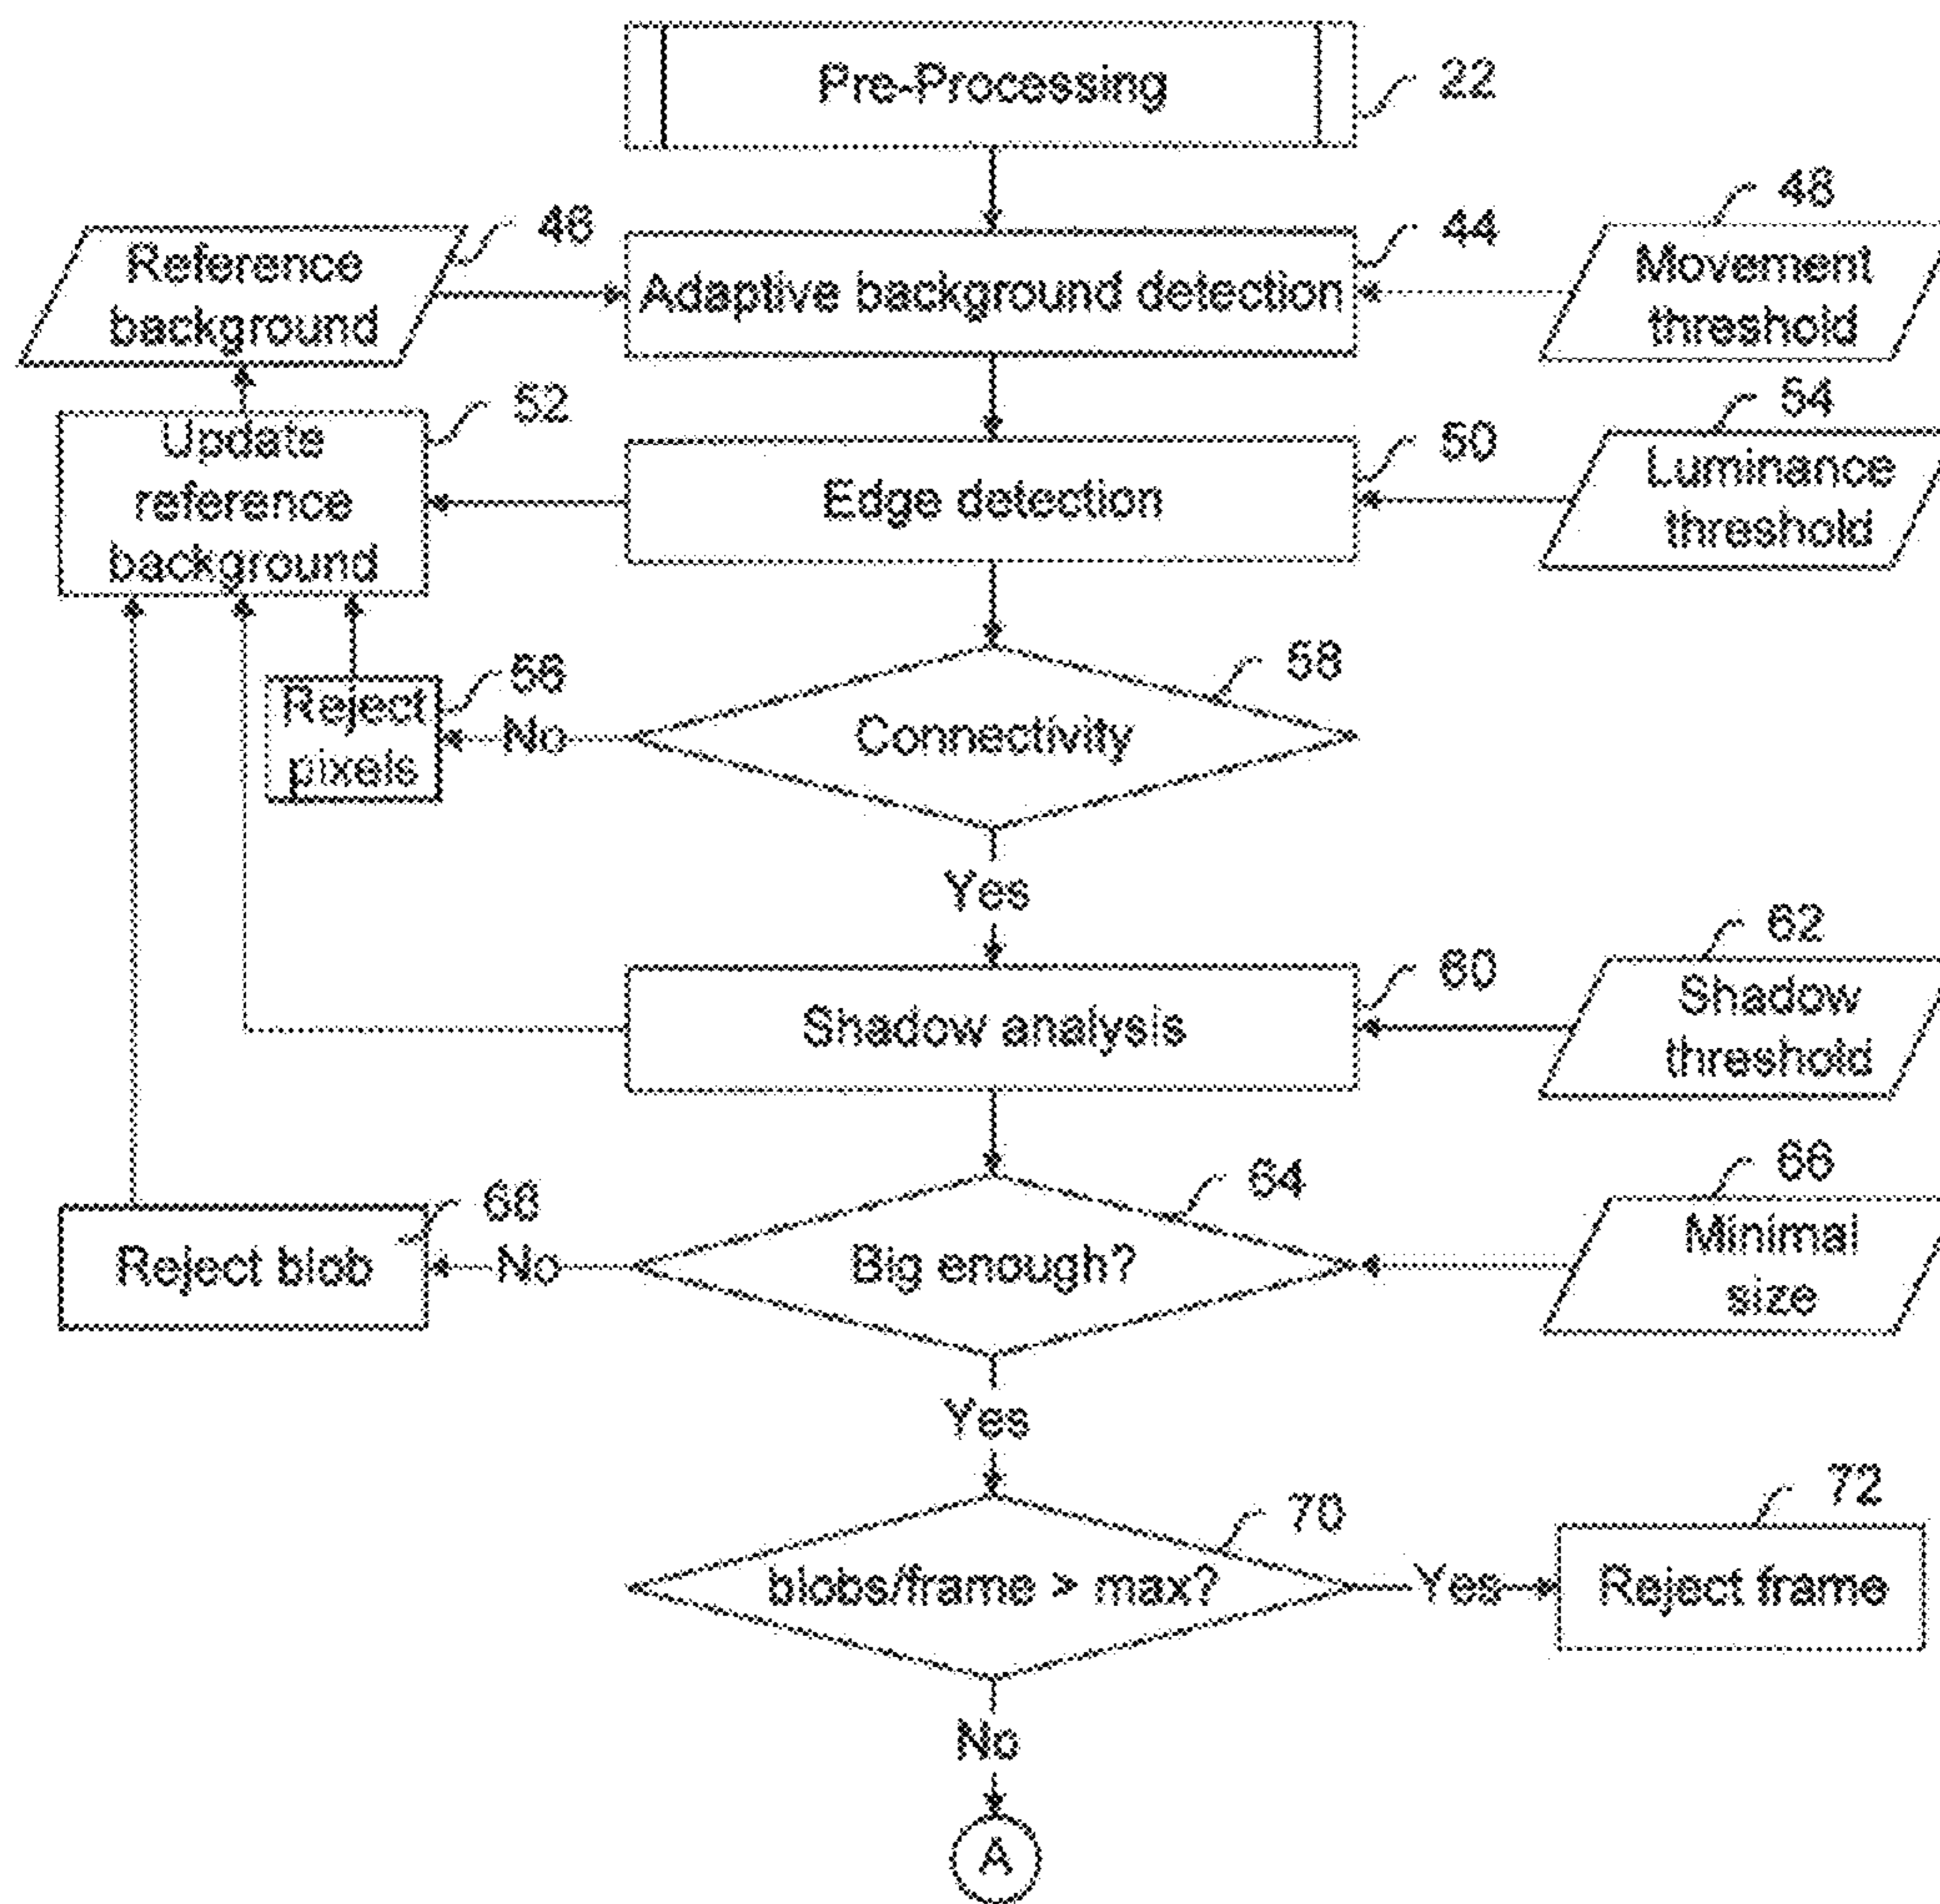 Pre-Processing
22
Reference
background
46
Adaptive background detection
44
Movement
threshold
48
Update
reference
background
52
Edge detection
50
Luminance
threshold
54
Reject
pixels
56
No
Connectivity
58
Yes
Shadow analysis
60
Shadow
threshold
62
Reject blob
68
No
Big enough?
64
Minimal
size
66
Yes
blobs/frame > max?
70
Yes
Reject frame
72
No
A